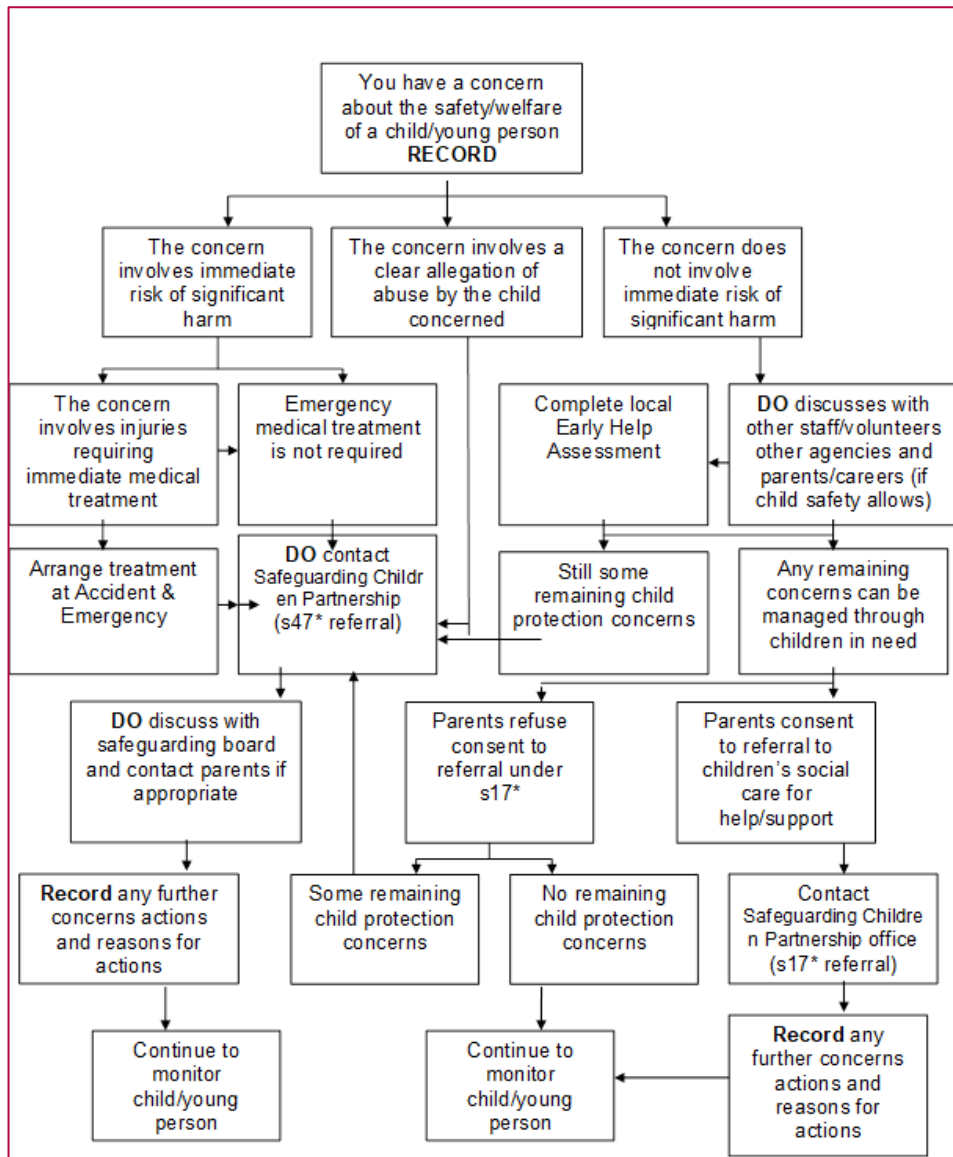 You have a concern
about the safety/welfare
of a child/young person
RECORD
The concern
involves immediate
risk of significant
harm
The concern involves a
clear allegation of
abuse by the child
concerned
The concern does
not involve
immediate risk of
significant harm
The concern
involves injuries
requiring
immediate medical
treatment
Emergency
medical treatment
is not required
Complete local
Early Help
Assessment
DO discusses with
other staff/volunteers
other agencies and
parents/careers (if
child safety allows)
Arrange treatment
at Accident &
Emergency
DO contact
Safeguarding Childr
en Partnership
(s47* referral)
Still some
remaining child
protection concerns
Any remaining
concerns can be
managed through
children in need
DO discuss with
safeguarding board
and contact parents if
appropriate
Parents refuse
consent to
referral under
s17*
Parents consent
to referral to
children's social
care for
help/support
Record any further
concerns actions
and reasons for
actions
Some remaining
child protection
concerns
No remaining
child protection
concerns
Contact
Safeguarding Childre
n Partnership office
(s17* referral)
Continue to
monitor
child/young
person
Continue to
monitor
child/young
person
Record any
further concerns
actions and
reasons for
actions